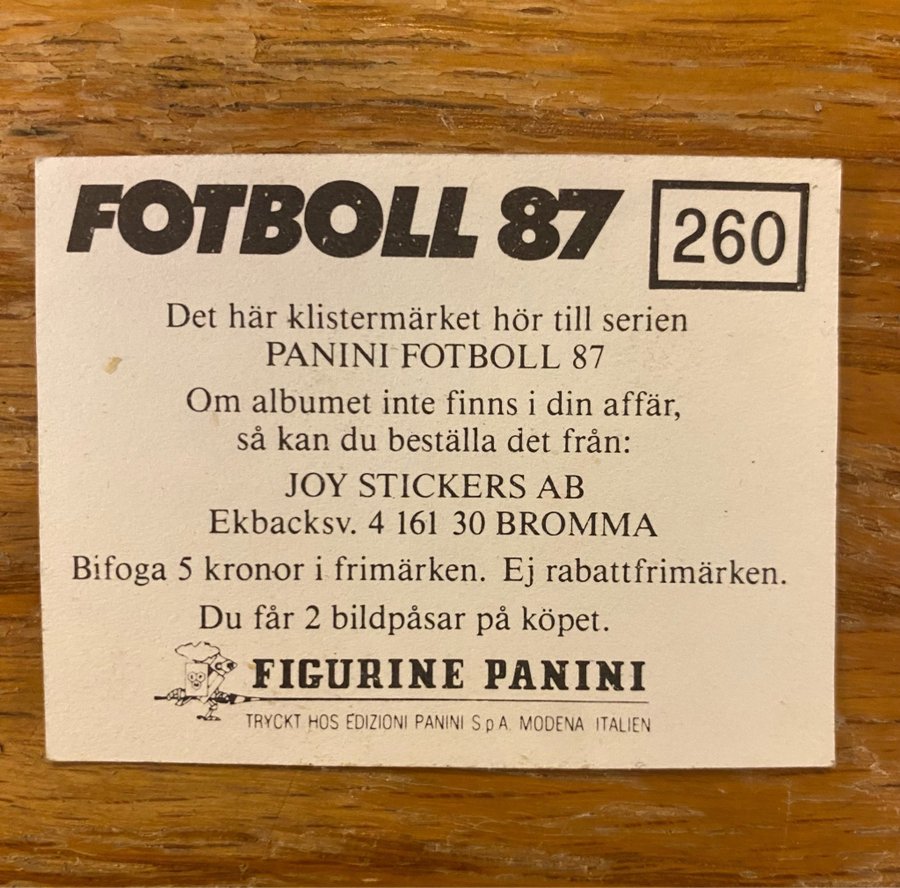 FOTBOLL 87 260
Det här klistermärket hör till serien
PANINI FOTBOLL 87
Om albumet inte finns i din affär,
så kan du beställa det från:
JOY STICKERS AB
Ekbacksv. 4 161 30 BROMMA
Bifoga 5 kronor i frimärken. Ej rabattfrimärken.
Du får 2 bildpåsar på köpet.
FIGURINE PANINI
TRYCKT HOS EDIZIONI PANINI S.p.A. MODENA ITALIEN